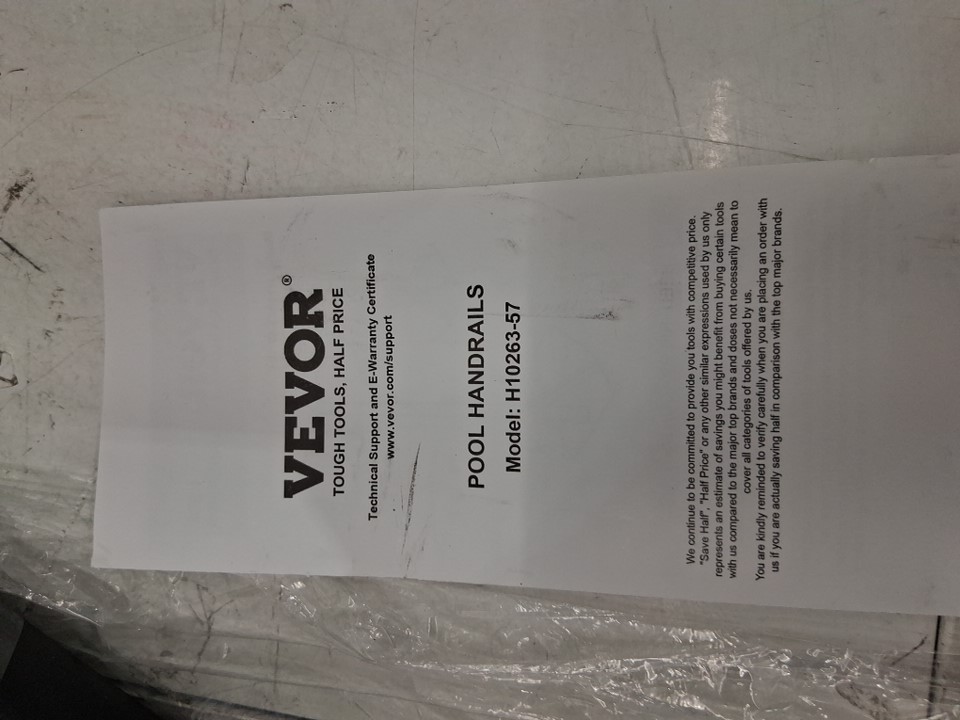 VEVOR®
TOUGH TOOLS, HALF PRICE
Technical Support and E-Warranty Certificate
www.vevor.com/support
POOL HANDRAILS
Model: H10263-57
We continue to be committed to provide you tools with competitive price.
"Save Half", "Half Price" or any other similar expressions used by us only
represents an estimate of savings you might benefit from buying certain tools
with us compared to the major top brands and doses not necessarily mean to
cover all categories of tools offered by us.
You are kindly reminded to verify carefully when you are placing an order with
us if you are actually saving half in comparison with the top major brands.